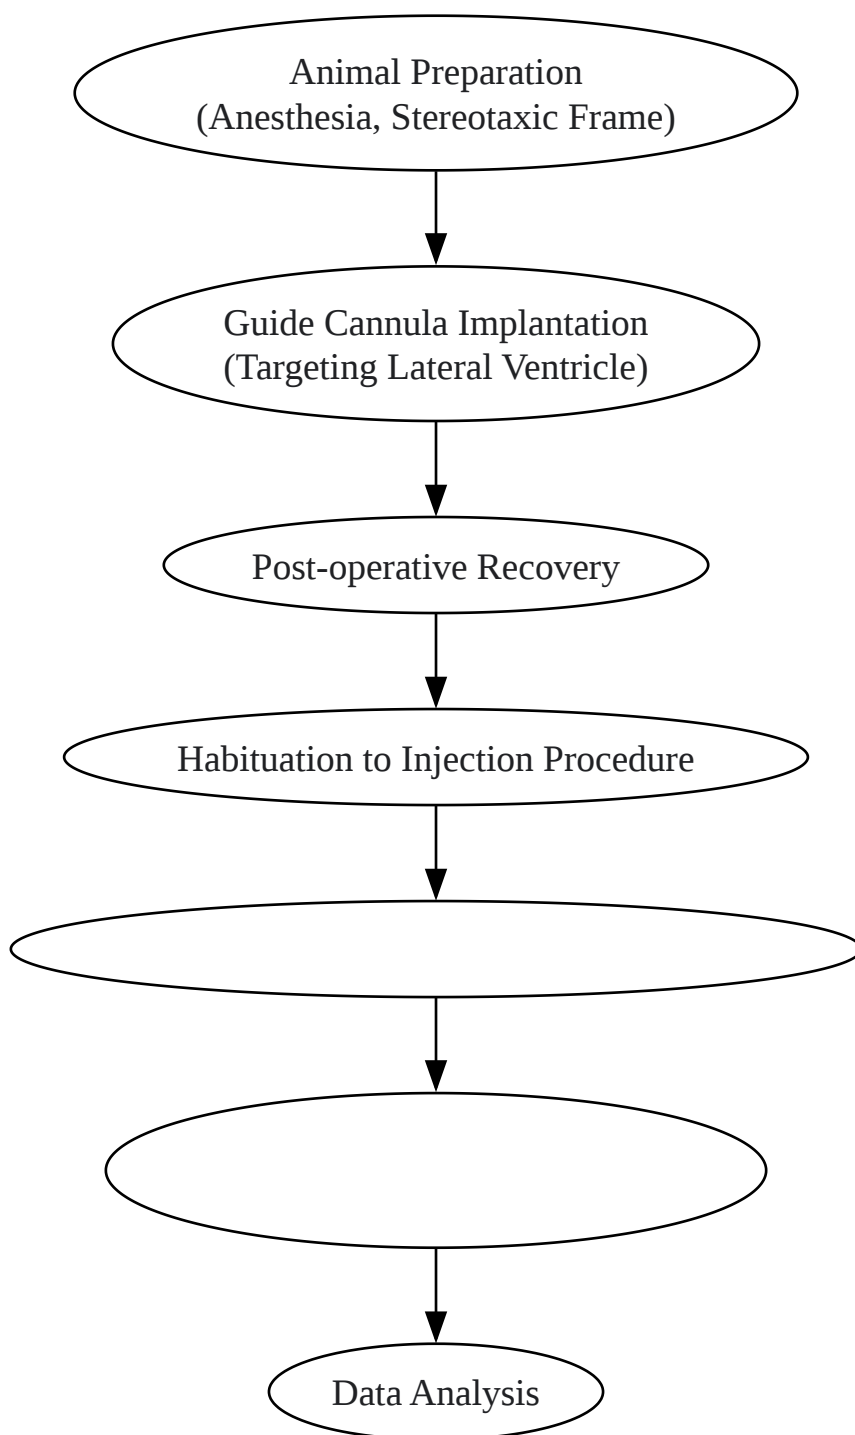 Animal Preparation
(Anesthesia, Stereotaxic Frame)
Guide Cannula Implantation
(Targeting Lateral Ventricle)
Post-operative Recovery
Habituation to Injection Procedure
Data Analysis